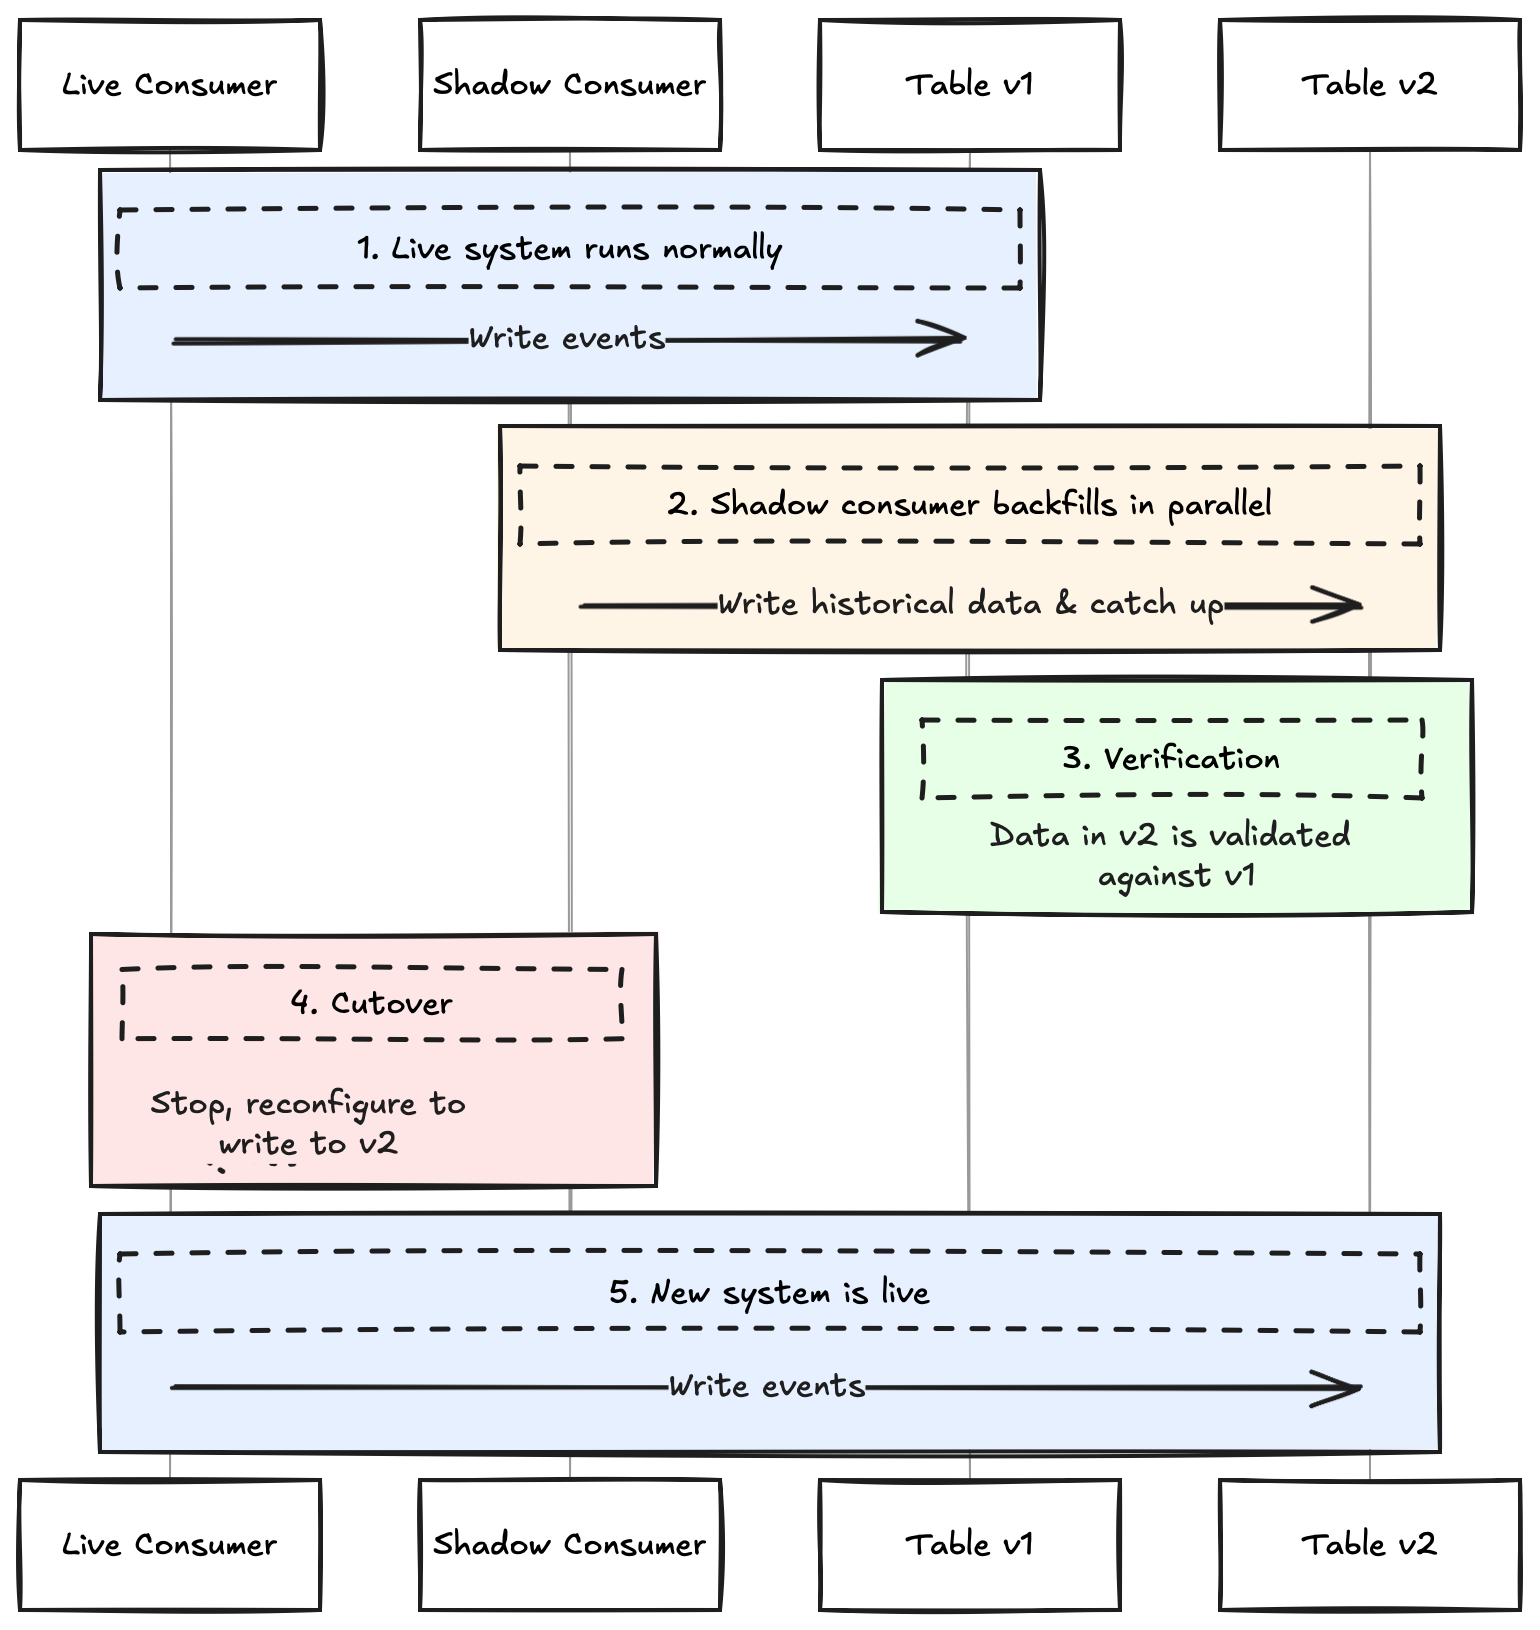 Live Consumer
Shadow Consumer
Table v1
Table v2
1. Live system runs normally
Write events
2. Shadow consumer backfills in parallel
Write historical data & catch up
3. Verification
Data in v2 is validated
against v1
4. Cutover
Stop, reconfigure to
write to v2
5. New system is live
Write events
Live Consumer
Shadow Consumer
Table v1
Table v2